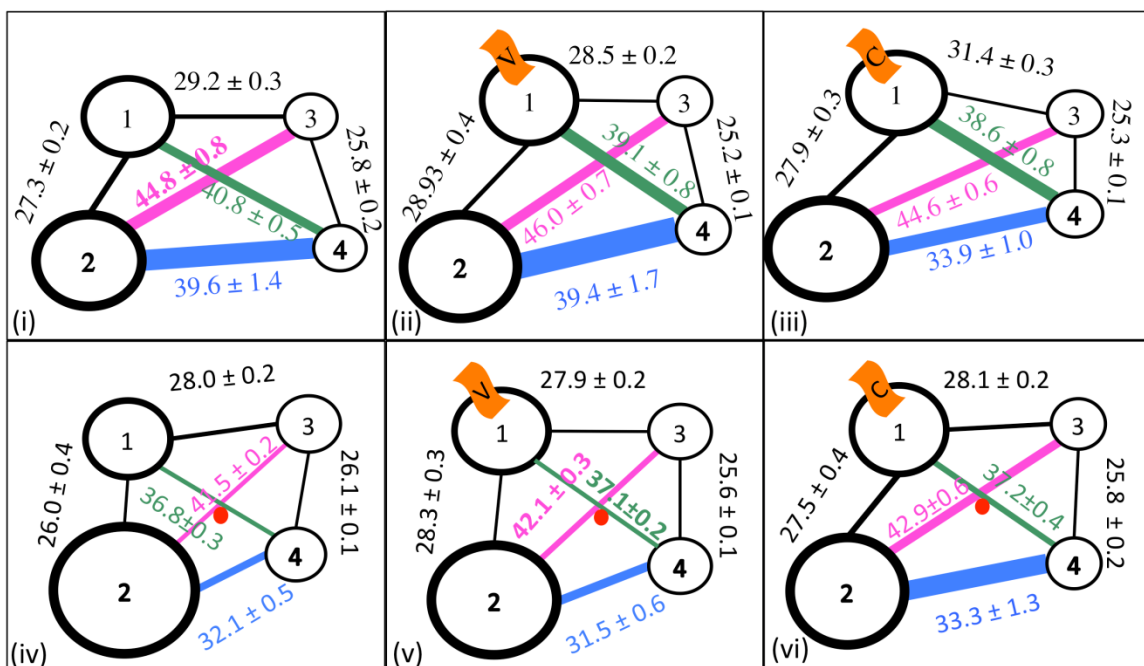 29.2 ± 0.3
1
3
27.3 ± 0.2
44.8 ± 0.8
40.8 ± 0.5
25.8 ± 0.2
2
4
39.6 ± 1.4
(i)
V
28.5 ± 0.2
1
3
28.93 ± 0.4
39.1 ± 0.8
46.0 ± 0.7
25.2 ± 0.1
2
4
39.4 ± 1.7
(ii)
C
31.4 ± 0.3
1
3
27.9 ± 0.3
38.6 ± 0.8
44.6 ± 0.6
25.3 ± 0.1
2
4
33.9 ± 1.0
(iii)
28.0 ± 0.2
1
3
26.0 ± 0.4
41.5 ± 0.2
36.8±0.3
26.1 ± 0.1
2
4
32.1 ± 0.5
(iv)
V
27.9 ± 0.2
1
3
28.3 ± 0.3
42.1 ± 0.3
37.1±0.2
25.6 ± 0.1
2
4
31.5 ± 0.6
(v)
C
28.1 ± 0.2
1
3
27.5 ± 0.4
42.9±0.6
37.2±0.4
25.8 ± 0.2
2
4
33.3 ± 1.3
(vi)